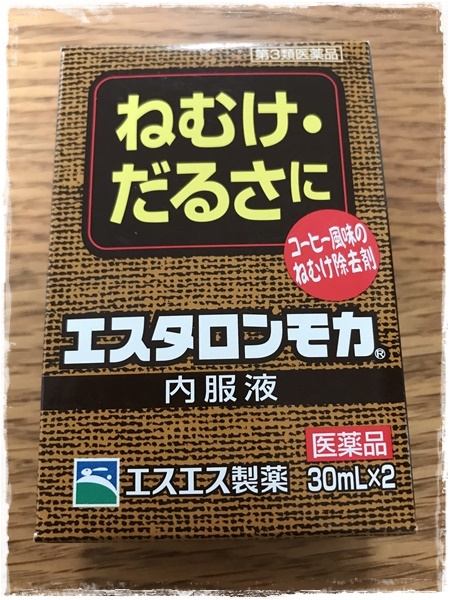 第3類医薬品
ねむけ・
だるさに
コーヒー風味の
ねむけ除去剤
エスタロンモカ®
内服液
医薬品
エスエス製薬 30mL×2